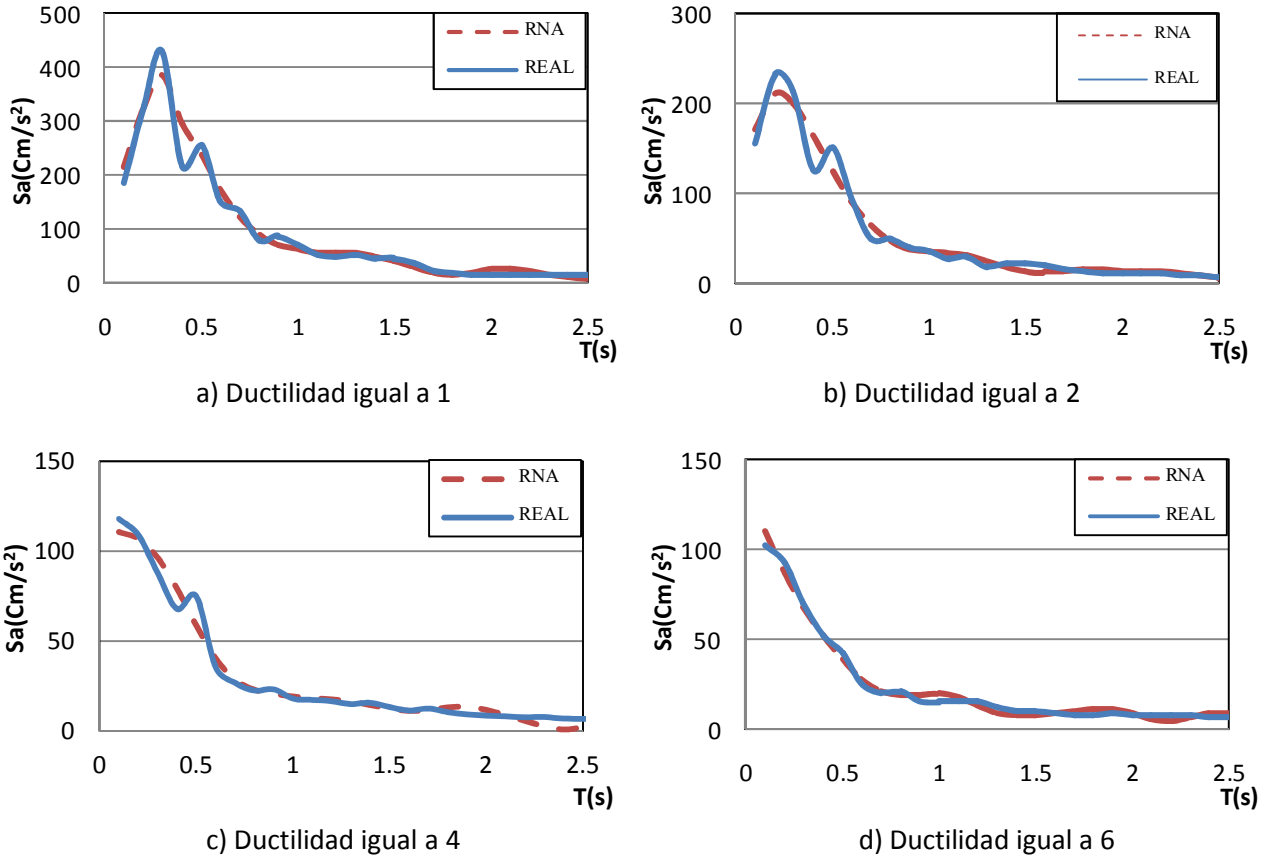 500
400
300
200
100
0
Sa(Cm/s²)
0 0.5 1 1.5 2 2.5
T(s)
RNA
REAL
a) Ductilidad igual a 1
300
200
100
0
Sa(Cm/s²)
0 0.5 1 1.5 2 2.5
T(s)
RNA
REAL
b) Ductilidad igual a 2
150
100
50
0
Sa(Cm/s²)
0 0.5 1 1.5 2 2.5
T(s)
RNA
REAL
c) Ductilidad igual a 4
150
100
50
0
Sa(Cm/s²)
0 0.5 1 1.5 2 2.5
T(s)
RNA
REAL
d) Ductilidad igual a 6